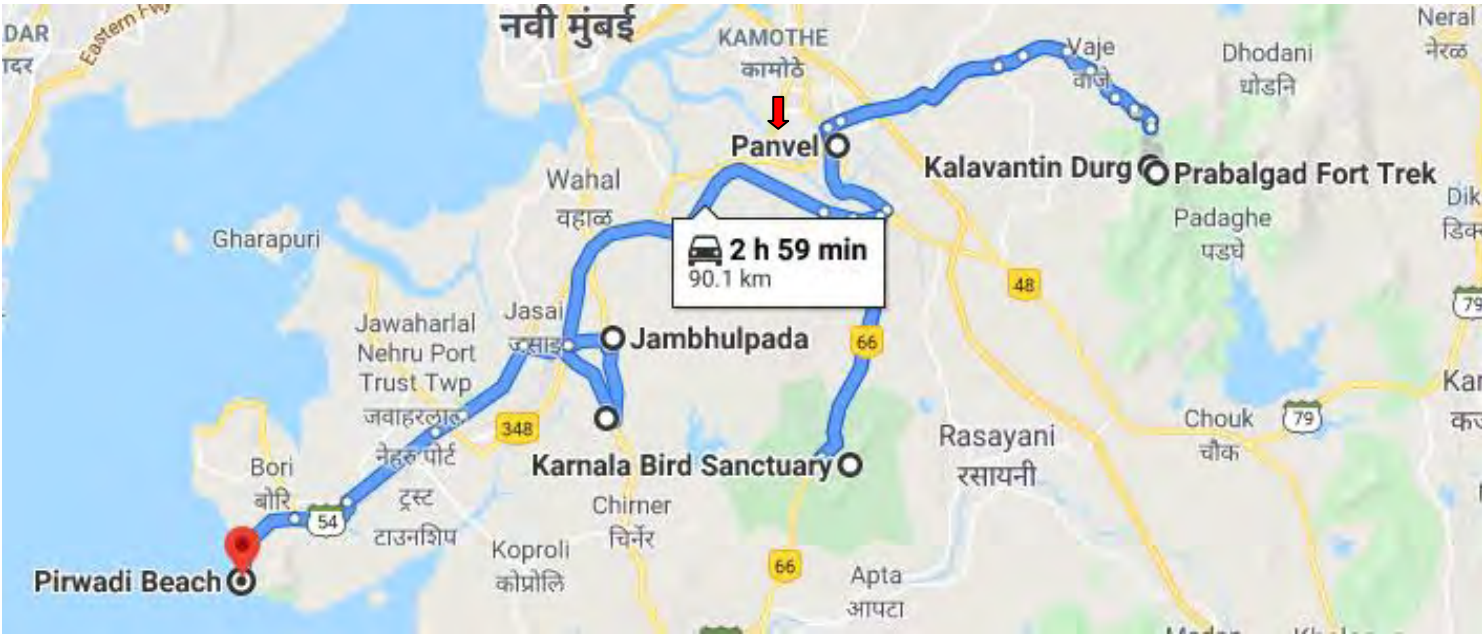 DAR
दर
Eastern Fwy
नवी मुंबई
KAMOTHE
कामोठे
Vaje
वाजे
Dhodani
धोडनि
Neral
नेरळ
Panvel
Kalavantin Durg
Prabalgad Fort Trek
Wahal
वहाळ
Padaghe
पडघे
Dik
Gharapuri
2 h 59 min
90.1 km
48
79
Jasai
जसाइ
Jawaharlal
Nehru Port
Trust Twp
जवाहरलाल
नेहरू पोर्ट
ट्रस्ट
टाउनशिप
Jambhulpada
66
Kar
Chouk
चौक
79
348
Rasayani
रसायनी
Karnala Bird Sanctuary
Bori
बोरि
54
Chirner
चिर्नेर
Koproli
कोप्रोलि
66
Apta
आपटा
Pirwadi Beach